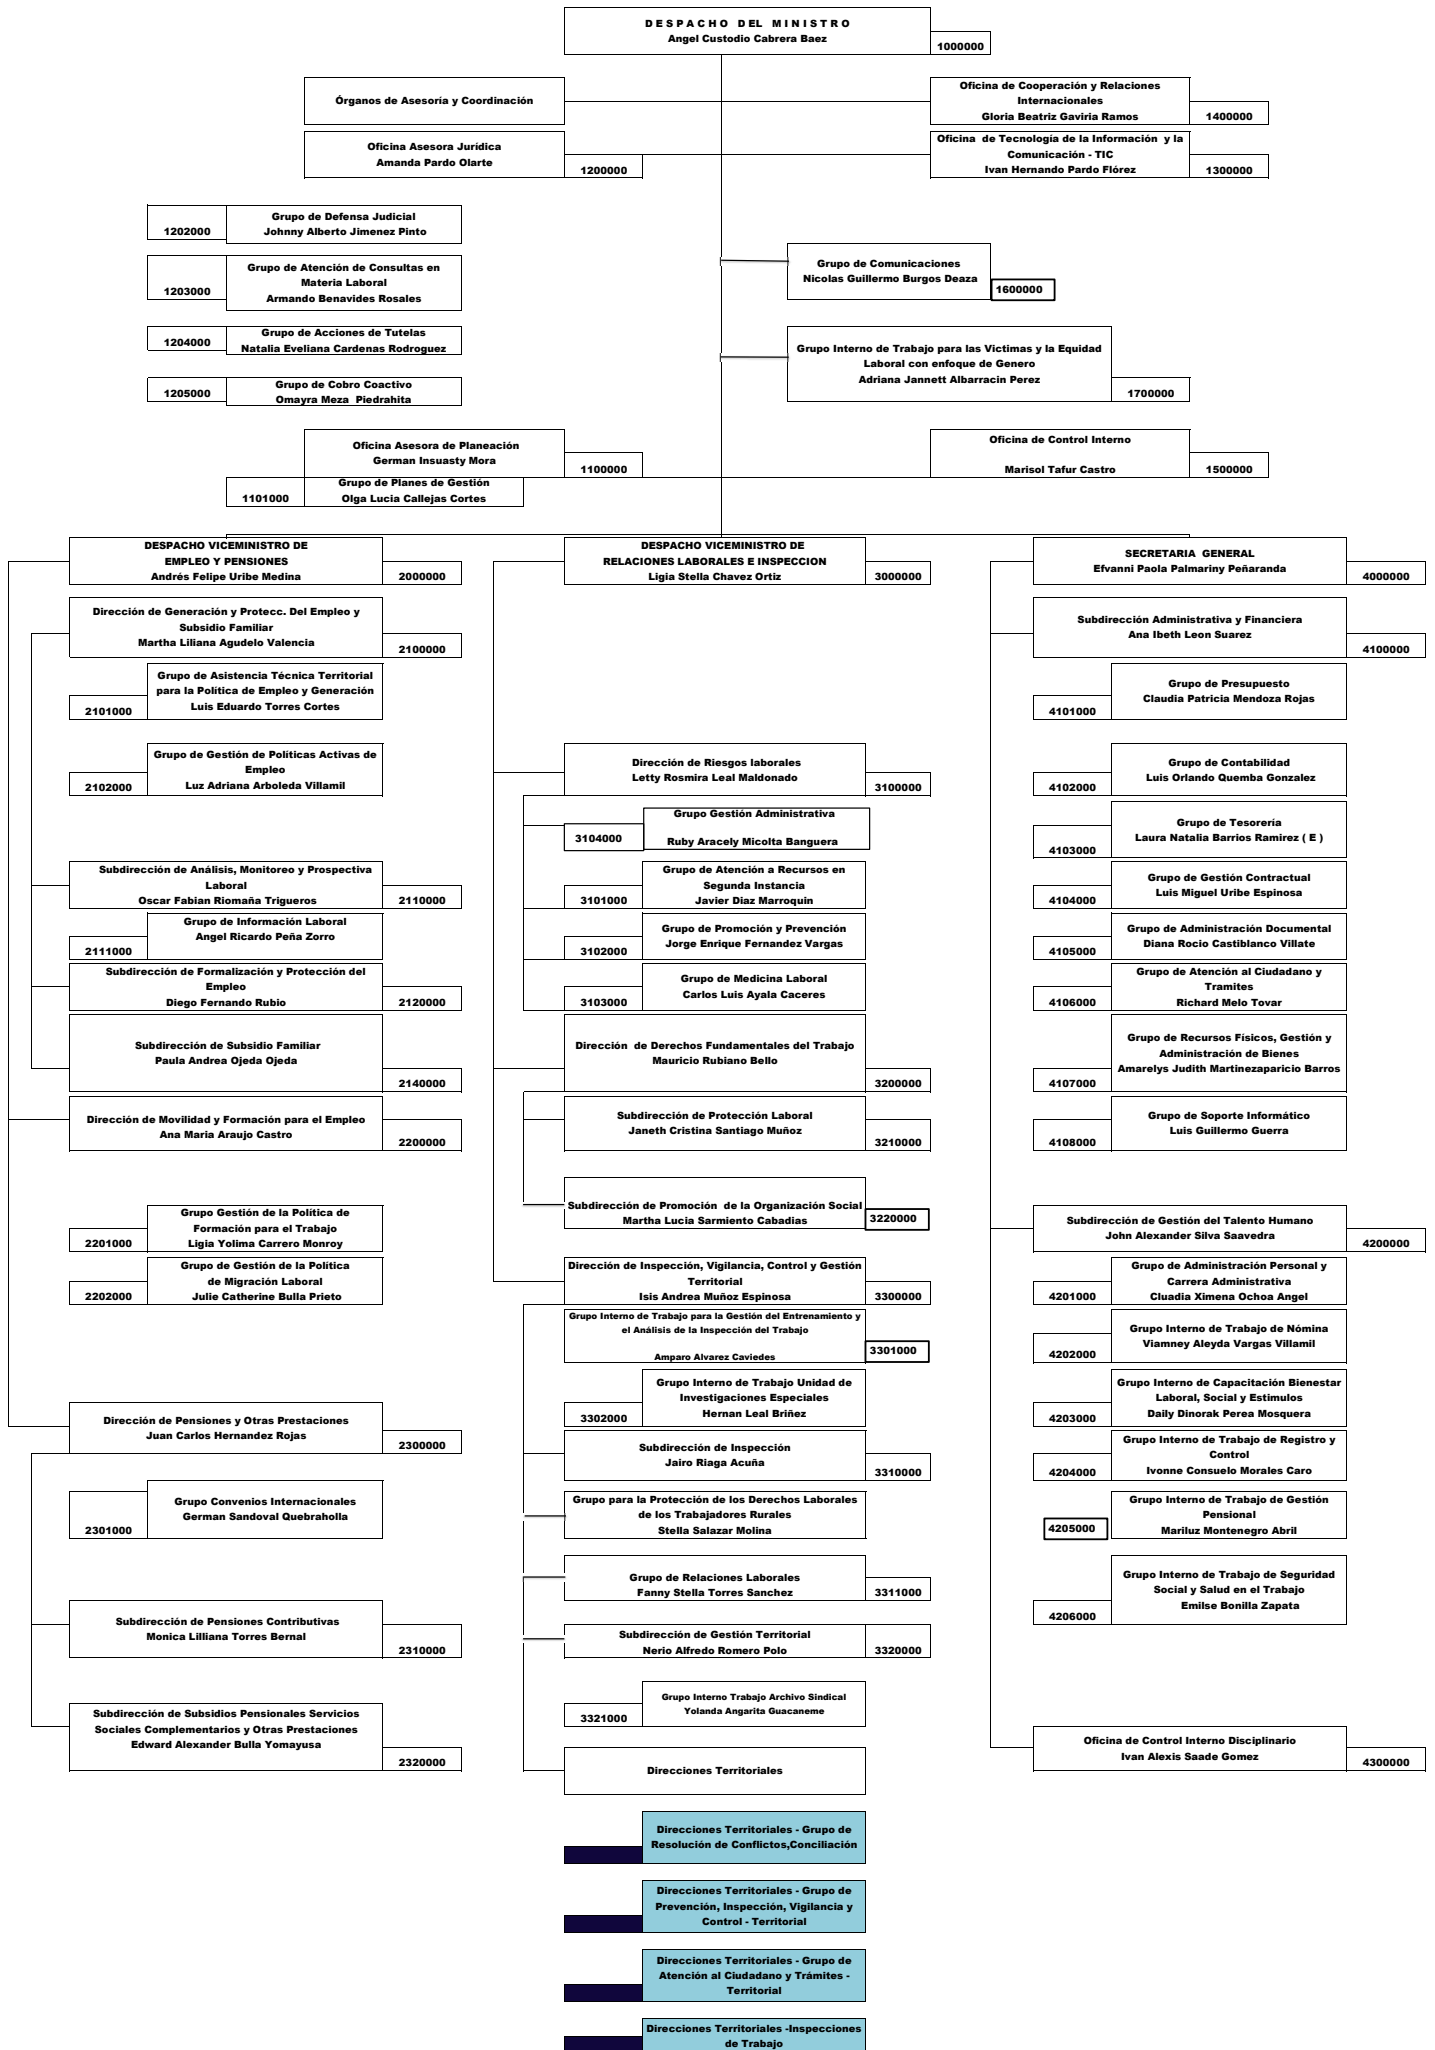 D E S P A C H O   D E L   M I N I S T R O
Angel Custodio Cabrera Baez
1000000
Órganos de Asesoría y Coordinación
Oficina de Cooperación y Relaciones
Internacionales
Gloria Beatriz Gaviria Ramos
1400000
Oficina Asesora Jurídica
Amanda Pardo Olarte
1200000
Oficina  de Tecnología de la Información  y la
Comunicación - TIC
Ivan Hernando Pardo Flórez
1300000
Grupo de Defensa Judicial
Johnny Alberto Jimenez Pinto
1202000
Grupo de Atención de Consultas en
Materia Laboral
Armando Benavides Rosales
1203000
Grupo de Comunicaciones
Nicolas Guillermo Burgos Deaza
1600000
Grupo de Acciones de Tutelas
Natalia Eveliana Cardenas Rodroguez
1204000
Grupo Interno de Trabajo para las Victimas y la Equidad
Laboral con enfoque de Genero
Adriana Jannett Albarracin Perez
1700000
Grupo de Cobro Coactivo
Omayra Meza  Piedrahita
1205000
Oficina Asesora de Planeación
German Insuasty Mora
1100000
Oficina de Control Interno
Marisol Tafur Castro
1500000
Grupo de Planes de Gestión
Olga Lucia Callejas Cortes
1101000
DESPACHO VICEMINISTRO DE
EMPLEO Y PENSIONES
Andrés Felipe Uribe Medina
2000000
Dirección de Generación y Protecc. Del Empleo y
Subsidio Familiar
Martha Liliana Agudelo Valencia
2100000
Grupo de Asistencia Técnica Territorial
para la Política de Empleo y Generación
Luis Eduardo Torres Cortes
2101000
Grupo de Gestión de Políticas Activas de
Empleo
Luz Adriana Arboleda Villamil
2102000
Subdirección de Análisis, Monitoreo y Prospectiva
Laboral
Oscar Fabian Riomaña Trigueros
2110000
Grupo de Información Laboral
Angel Ricardo Peña Zorro
2111000
Subdirección de Formalización y Protección del
Empleo
Diego Fernando Rubio
2120000
Subdirección de Subsidio Familiar
Paula Andrea Ojeda Ojeda
2140000
Dirección de Movilidad y Formación para el Empleo
Ana Maria Araujo Castro
2200000
Grupo Gestión de la Política de
Formación para el Trabajo
Ligia Yolima Carrero Monroy
2201000
Grupo de Gestión de la Política
de Migración Laboral
Julie Catherine Bulla Prieto
2202000
Dirección de Pensiones y Otras Prestaciones
Juan Carlos Hernandez Rojas
2300000
Grupo Convenios Internacionales
German Sandoval Quebraholla
2301000
Subdirección de Pensiones Contributivas
Monica Lilliana Torres Bernal
2310000
Subdirección de Subsidios Pensionales Servicios
Sociales Complementarios y Otras Prestaciones
Edward Alexander Bulla Yomayusa
2320000
DESPACHO VICEMINISTRO DE
RELACIONES LABORALES E INSPECCION
Ligia Stella Chavez Ortiz
3000000
Dirección de Riesgos laborales
Letty Rosmira Leal Maldonado
3100000
Grupo Gestión Administrativa
Ruby Aracely Micolta Banguera
3104000
Grupo de Atención a Recursos en
Segunda Instancia
Javier Diaz Marroquin
3101000
Grupo de Promoción y Prevención
Jorge Enrique Fernandez Vargas
3102000
Grupo de Medicina Laboral
Carlos Luis Ayala Caceres
3103000
Dirección  de Derechos Fundamentales del Trabajo
Mauricio Rubiano Bello
3200000
Subdirección de Protección Laboral
Janeth Cristina Santiago Muñoz
3210000
Subdirección de Promoción  de la Organización Social
Martha Lucia Sarmiento Cabadias
3220000
Dirección de Inspección, Vigilancia, Control y Gestión
Territorial
Isis Andrea Muñoz Espinosa
3300000
Grupo Interno de Trabajo para la Gestión del Entrenamiento y
el Análisis de la Inspección del Trabajo
Amparo Alvarez Caviedes
3301000
Grupo Interno de Trabajo Unidad de
Investigaciones Especiales
Hernan Leal Briñez
3302000
Subdirección de Inspección
Jairo Riaga Acuña
3310000
Grupo para la Protección de los Derechos Laborales
de los Trabajadores Rurales
Stella Salazar Molina
Grupo de Relaciones Laborales
Fanny Stella Torres Sanchez
3311000
Subdirección de Gestión Territorial
Nerio Alfredo Romero Polo
3320000
Grupo Interno Trabajo Archivo Sindical
Yolanda Angarita Guacaneme
3321000
Direcciones Territoriales
Direcciones Territoriales - Grupo de
Resolución de Conflictos,Conciliación
Direcciones Territoriales - Grupo de
Prevención, Inspección, Vigilancia y
Control - Territorial
Direcciones Territoriales - Grupo de
Atención al Ciudadano y Trámites -
Territorial
Direcciones Territoriales -Inspecciones
de Trabajo
SECRETARIA  GENERAL
Efvanni Paola Palmariny Peñaranda
4000000
Subdirección Administrativa y Financiera
Ana Ibeth Leon Suarez
4100000
Grupo de Presupuesto
Claudia Patricia Mendoza Rojas
4101000
Grupo de Contabilidad
Luis Orlando Quemba Gonzalez
4102000
Grupo de Tesorería
Laura Natalia Barrios Ramirez ( E )
4103000
Grupo de Gestión Contractual
Luis Miguel Uribe Espinosa
4104000
Grupo de Administración Documental
Diana Rocio Castiblanco Villate
4105000
Grupo de Atención al Ciudadano y
Tramites
Richard Melo Tovar
4106000
Grupo de Recursos Físicos, Gestión y
Administración de Bienes
Amarelys Judith Martinezaparicio Barros
4107000
Grupo de Soporte Informático
Luis Guillermo Guerra
4108000
Subdirección de Gestión del Talento Humano
John Alexander Silva Saavedra
4200000
Grupo de Administración Personal y
Carrera Administrativa
Cluadia Ximena Ochoa Angel
4201000
Grupo Interno de Trabajo de Nómina
Viamney Aleyda Vargas Villamil
4202000
Grupo Interno de Capacitación Bienestar
Laboral, Social y Estimulos
Daily Dinorak Perea Mosquera
4203000
Grupo Interno de Trabajo de Registro y
Control
Ivonne Consuelo Morales Caro
4204000
Grupo Interno de Trabajo de Gestión
Pensional
Mariluz Montenegro Abril
4205000
Grupo Interno de Trabajo de Seguridad
Social y Salud en el Trabajo
Emilse Bonilla Zapata
4206000
Oficina de Control Interno Disciplinario
Ivan Alexis Saade Gomez
4300000